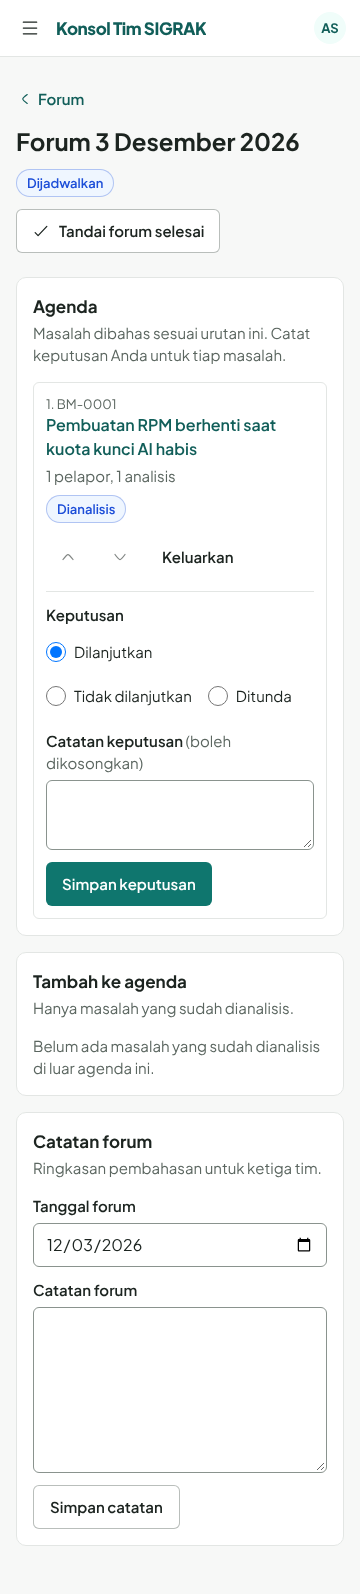 Konsol Tim SIGRAK
AS
Forum
Forum 3 Desember 2026
Dijadwalkan
Tandai forum selesai
Agenda
Masalah dibahas sesuai urutan ini. Catat
keputusan Anda untuk tiap masalah.
1. BM-0001
Pembuatan RPM berhenti saat
kuota kunci AI habis
1 pelapor, 1 analisis
Dianalisis
Keluarkan
Keputusan
Dilanjutkan
Tidak dilanjutkan
Ditunda
Catatan keputusan (boleh
dikosongkan)
Simpan keputusan
Tambah ke agenda
Hanya masalah yang sudah dianalisis.
Belum ada masalah yang sudah dianalisis
di luar agenda ini.
Catatan forum
Ringkasan pembahasan untuk ketiga tim.
Tanggal forum
12/03/2026
Catatan forum
Simpan catatan